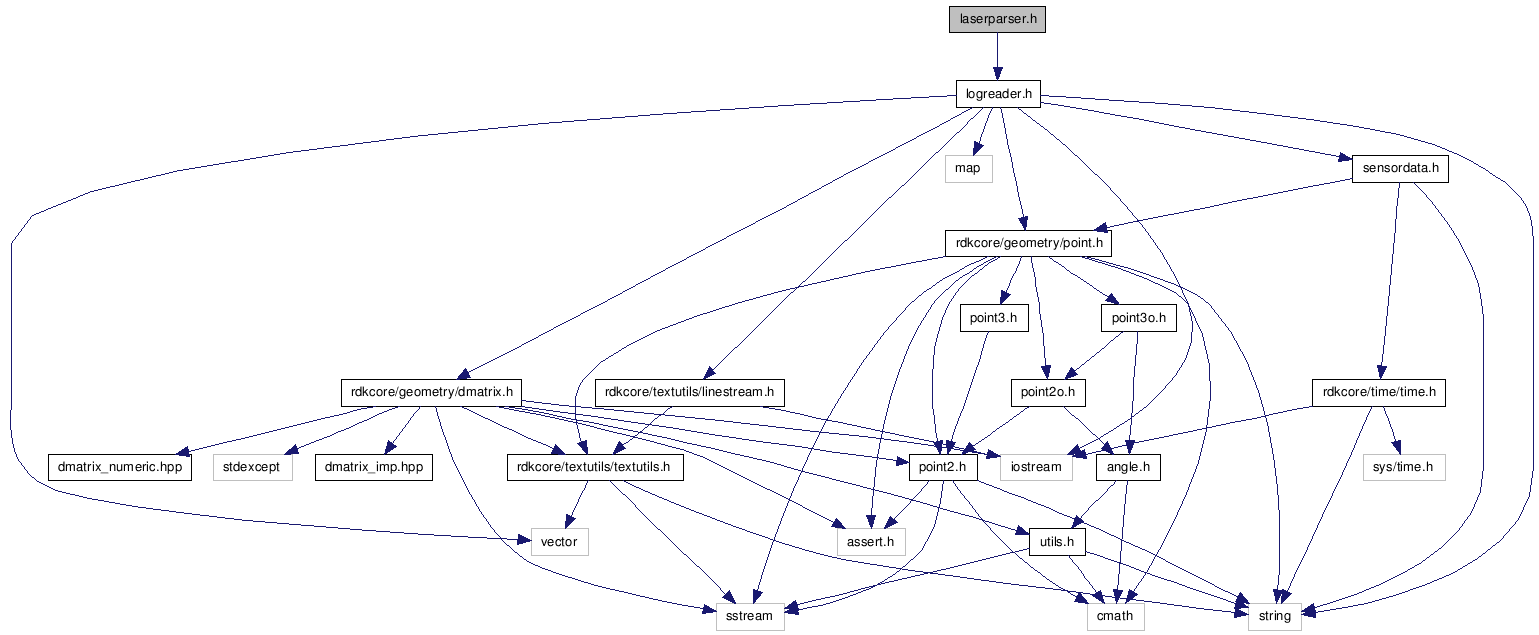 laserparser.h
logreader.h
map
sensordata.h
rdkcore/geometry/point.h
point3.h
point3o.h
rdkcore/geometry/dmatrix.h
rdkcore/textutils/linestream.h
point2o.h
rdkcore/time/time.h
dmatrix_numeric.hpp
stdexcept
dmatrix_imp.hpp
rdkcore/textutils/textutils.h
point2.h
iostream
angle.h
sys/time.h
vector
assert.h
utils.h
sstream
cmath
string